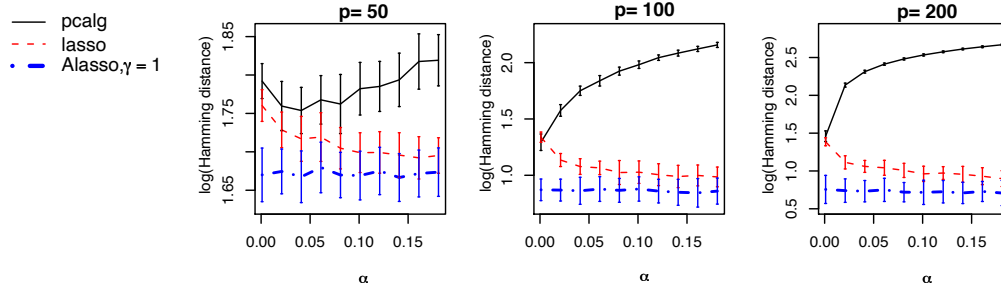 pcalg
lasso
Alasso,γ = 1
p= 50
log(Hamming distance)
1.85
1.75
1.65
0.00
0.05
0.10
0.15
α
p= 100
log(Hamming distance)
2.0
1.5
1.0
0.00
0.05
0.10
0.15
α
p= 200
log(Hamming distance)
2.5
2.0
1.5
1.0
0.5
0.00
0.05
0.10
0.15
α